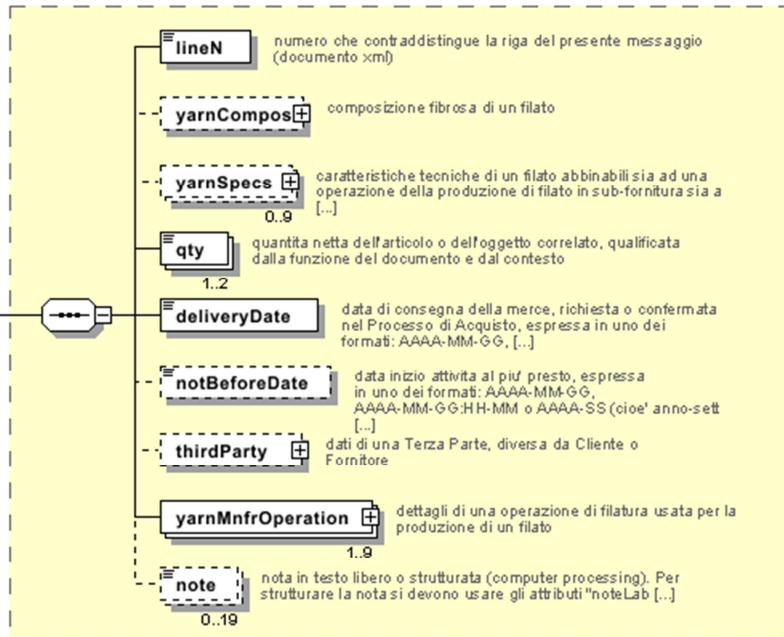 lineN
numero che contraddistingue la riga del presente messaggio
(documento xml)
yarnCompos
composizione fibrosa di un filato
yarnSpecs
caratteristiche tecniche di un filato abbinabili sia ad una
operazione della produzione di filato in sub-fornitura sia a
[...]
0..9
qty
quantita netta dell'articolo o dell'oggetto correlato, qualificata
dalla funzione del documento e dal contesto
1..2
deliveryDate
data di consegna della merce, richiesta o confermata
nel Processo di Acquisto, espressa in uno dei
formati: AAAA-MM-GG, [...]
notBeforeDate
data inizio attivita al piu' presto, espressa
in uno dei formati: AAAA-MM-GG,
AAAA-MM-GG:HH-MM o AAAA-SS (cioe' anno-sett
[...]
thirdParty
dati di una Terza Parte, diversa da Cliente o
Fornitore
yarnMnfrOperation
dettagli di una operazione di filatura usata per la
produzione di un filato
1..9
note
nota in testo libero o strutturata (computer processing). Per
strutturare la nota si devono usare gli attributi "noteLab [...]
0..19